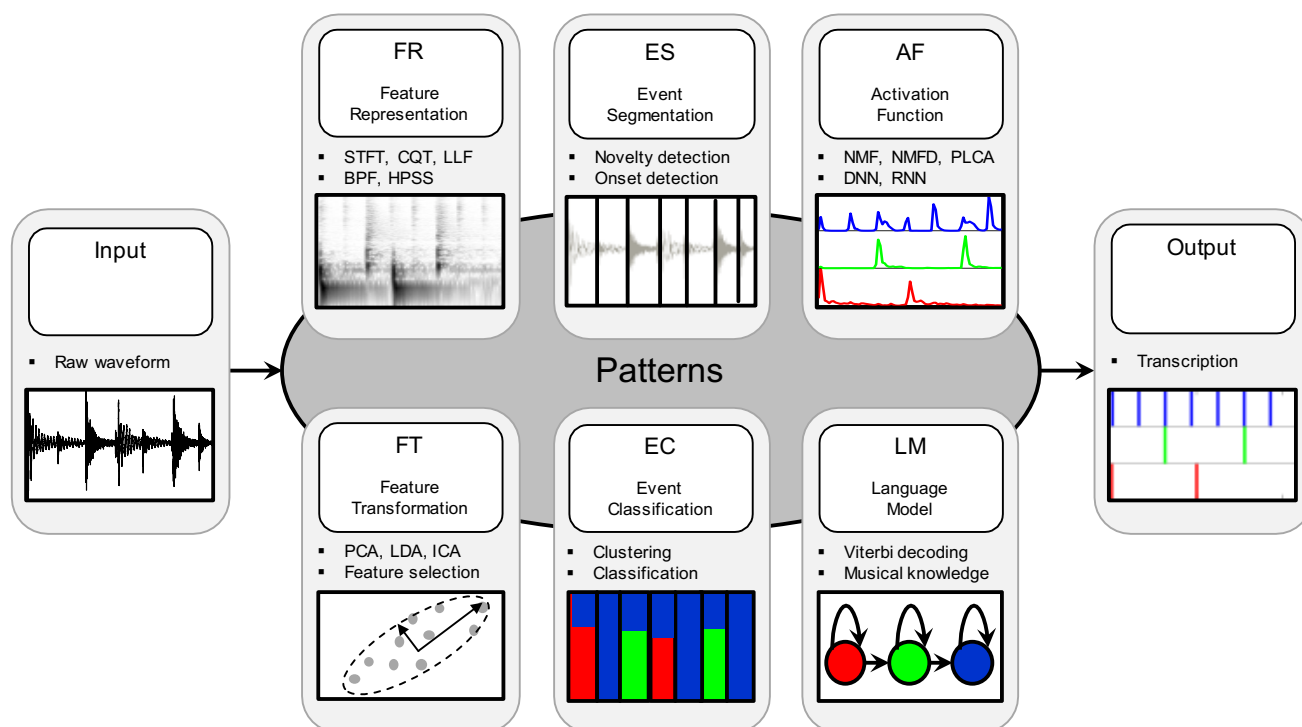 Input
▪ Raw waveform
FR
Feature
Representation
▪ STFT, CQT, LLF
▪ BPF, HPSS
ES
Event
Segmentation
▪ Novelty detection
▪ Onset detection
AF
Activation
Function
▪ NMF, NMFD, PLCA
▪ DNN, RNN
Patterns
FT
Feature
Transformation
▪ PCA, LDA, ICA
▪ Feature selection
EC
Event
Classification
▪ Clustering
▪ Classification
LM
Language
Model
▪ Viterbi decoding
▪ Musical knowledge
Output
▪ Transcription